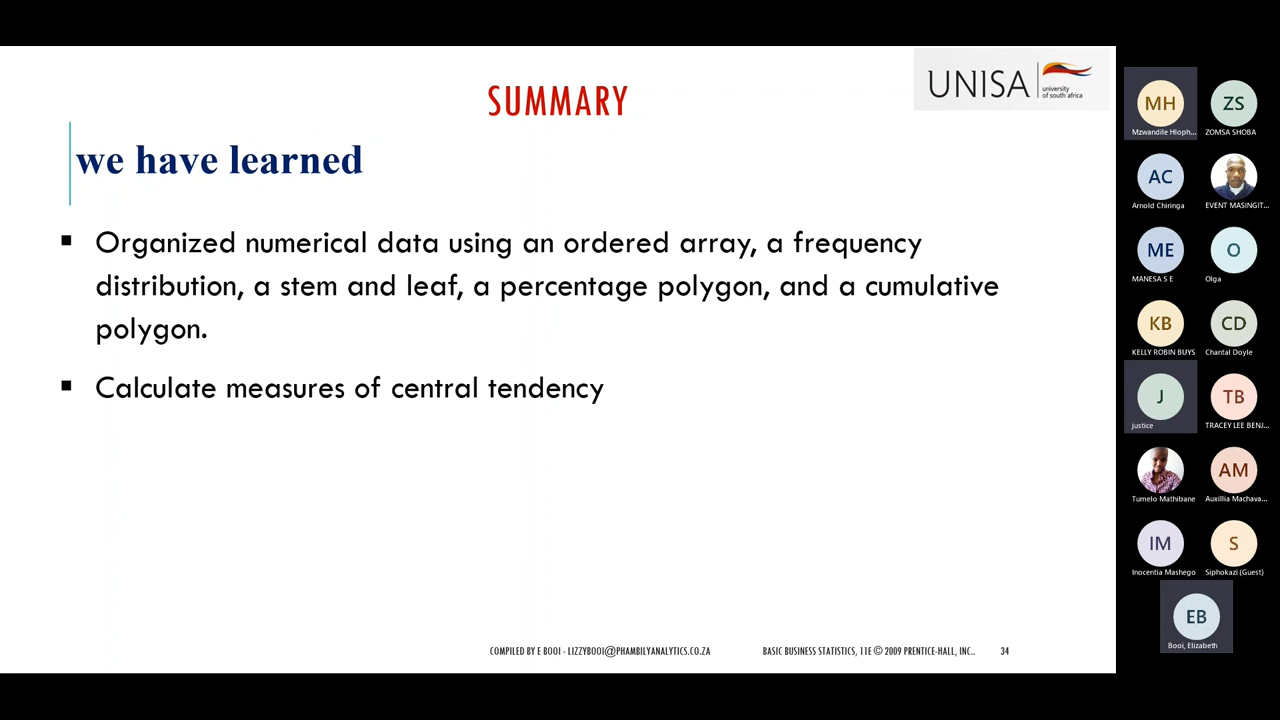 SUMMARY
UNISA
university
of south africa
we have learned
▪ Organized numerical data using an ordered array, a frequency
distribution, a stem and leaf, a percentage polygon, and a cumulative
polygon.
▪ Calculate measures of central tendency
COMPILED BY E BOOI - LIZZYBOOI@PHAMBILYANALYTICS.CO.ZA
BASIC BUSINESS STATISTICS, 11E © 2009 PRENTICE-HALL, INC..
34
MH
Mzwandile Hloph...
ZS
ZOMSA SHOBA
AC
Arnold Chiringa
EVENT MASINGIT...
ME
MANESA S E
O
Olga
KB
KELLY ROBIN BUYS
CD
Chantal Doyle
J
justice
TB
TRACEY LEE BENJ...
Tumelo Mathibane
AM
Auxillia Machava...
IM
Inocentia Mashego
S
Siphokazi (Guest)
EB
Booi, Elizabeth